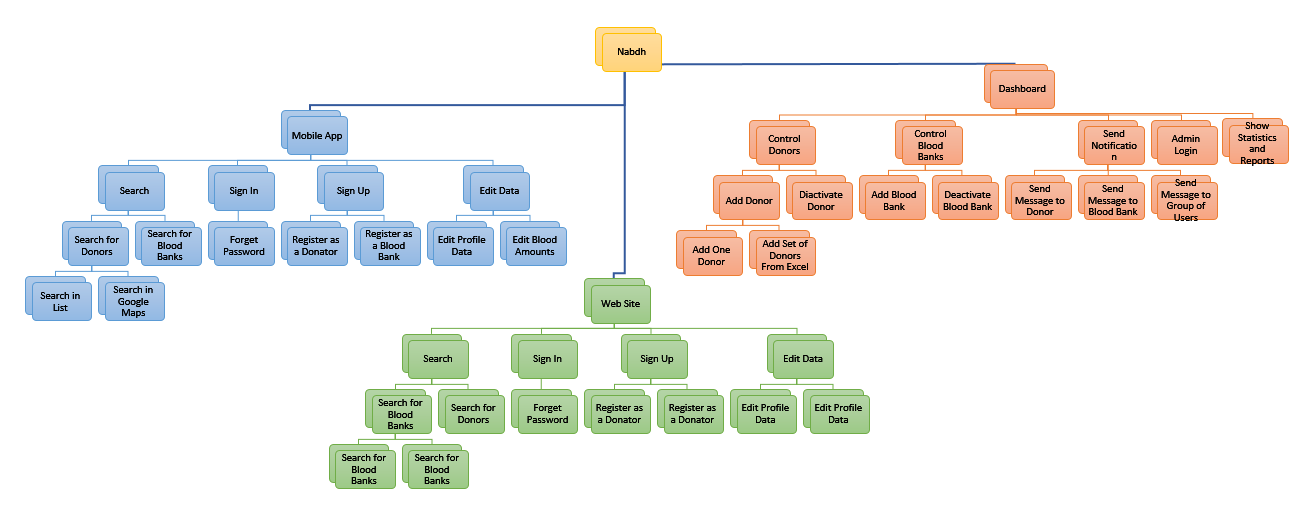 Nabdh
Dashboard
Mobile App
Control
Donors
Control
Blood
Banks
Send
Notificatio
n
Admin
Login
Show
Statistics
and
Reports
Search
Sign In
Sign Up
Edit Data
Add Donor
Diactivate
Donor
Add Blood
Bank
Deactivate
Blood Bank
Send
Message to
Donor
Send
Message to
Blood Bank
Send
Message to
Group of
Users
Search for
Donors
Search for
Blood
Banks
Forget
Password
Register as
a Donator
Register as
a Blood
Bank
Edit Profile
Data
Edit Blood
Amounts
Add One
Donor
Add Set of
Donors
From Excel
Search in
List
Search in
Google
Maps
Web Site
Search
Sign In
Sign Up
Edit Data
Search for
Blood
Banks
Search for
Donors
Forget
Password
Register as
a Donator
Register as
a Donator
Edit Profile
Data
Edit Profile
Data
Search for
Blood
Banks
Search for
Blood
Banks